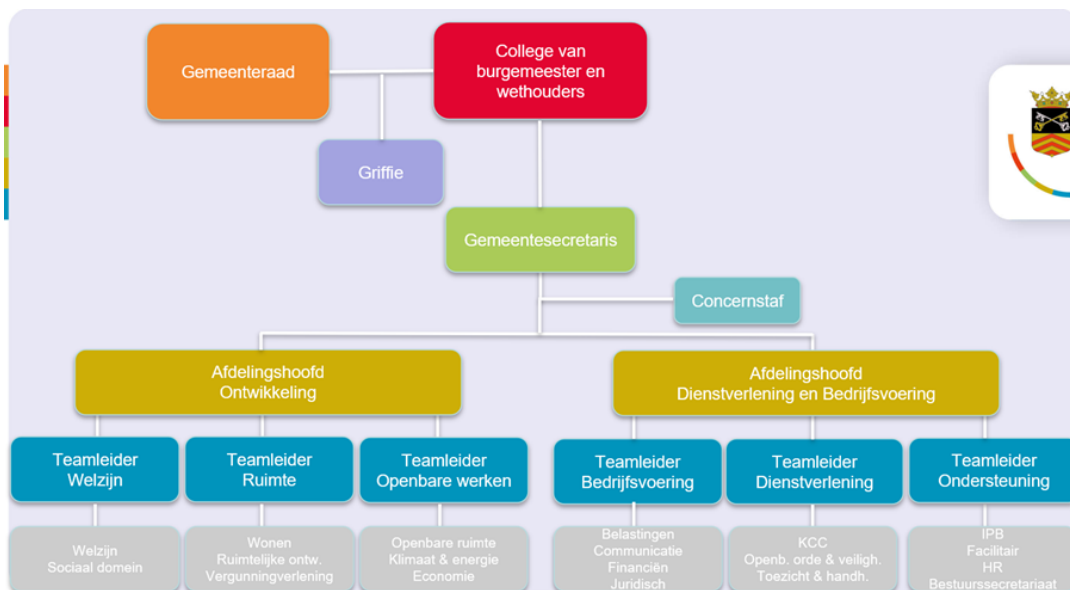 Gemeenteraad
College van
burgemeester en
wethouders
Griffie
Gemeentesecretaris
Concernstaf
Afdelingshoofd
Ontwikkeling
Afdelingshoofd
Dienstverlening en Bedrijfsvoering
Teamleider
Welzijn
Teamleider
Ruimte
Teamleider
Openbare werken
Teamleider
Bedrijfsvoering
Teamleider
Dienstverlening
Teamleider
Ondersteuning
Welzijn
Sociaal domein
Wonen
Ruimtelijke ontw.
Vergunningverlening
Openbare ruimte
Klimaat & energie
Economie
Belastingen
Communicatie
Financiën
Juridisch
KCC
Openb. orde & veiligh.
Toezicht & handh.
IPB
Facilitair
HR
Bestuurssecretariaat